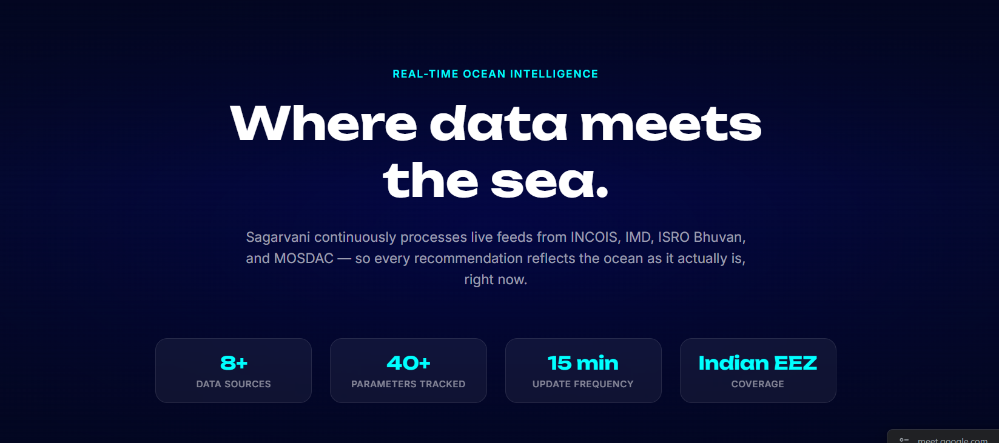 REAL-TIME OCEAN INTELLIGENCE
Where data meets
the sea.
Sagarvani continuously processes live feeds from INCOIS, IMD, ISRO Bhuvan,
and MOSDAC — so every recommendation reflects the ocean as it actually is,
right now.
8+
DATA SOURCES
40+
PARAMETERS TRACKED
15 min
UPDATE FREQUENCY
Indian EEZ
COVERAGE
meet.google.com